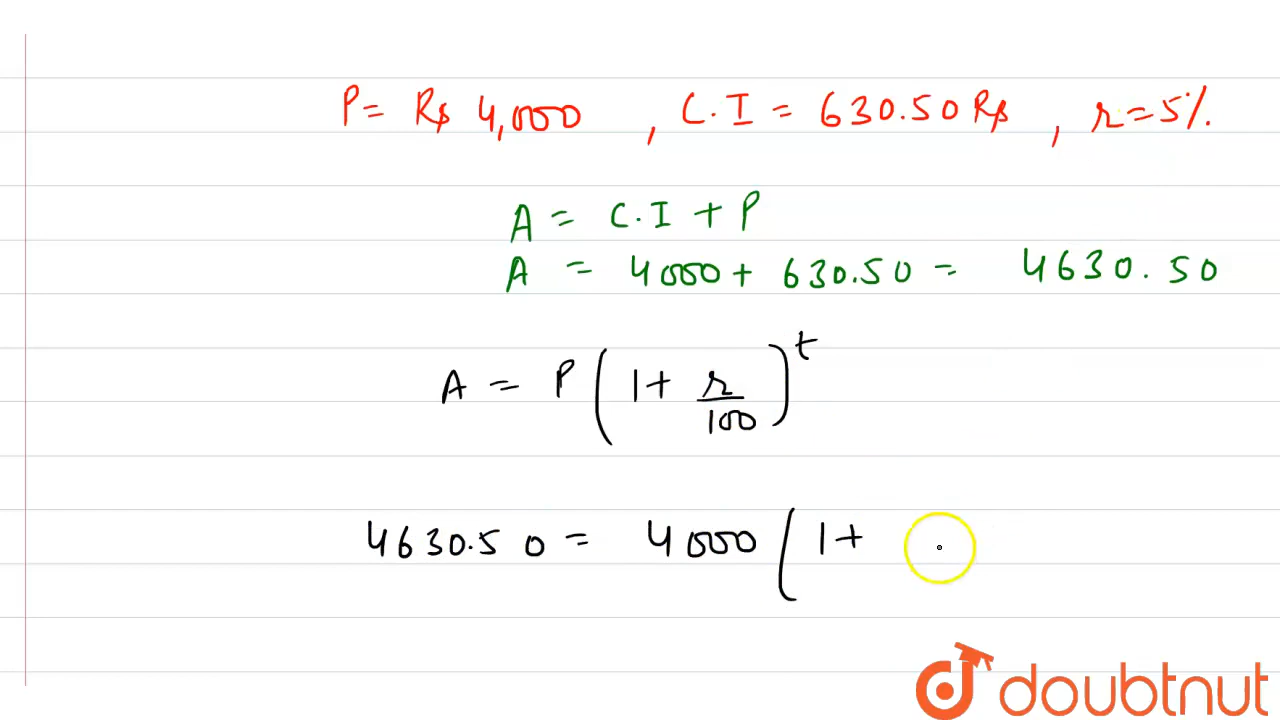 P = Rs 4,000 , C.I = 630.50 Rs , r = 5%.
A = C.I + P
A = 4000 + 630.50 = 4630.50
A = P ( 1 + r/100 )^t
4630.50 = 4000 ( 1 +
doubtnut